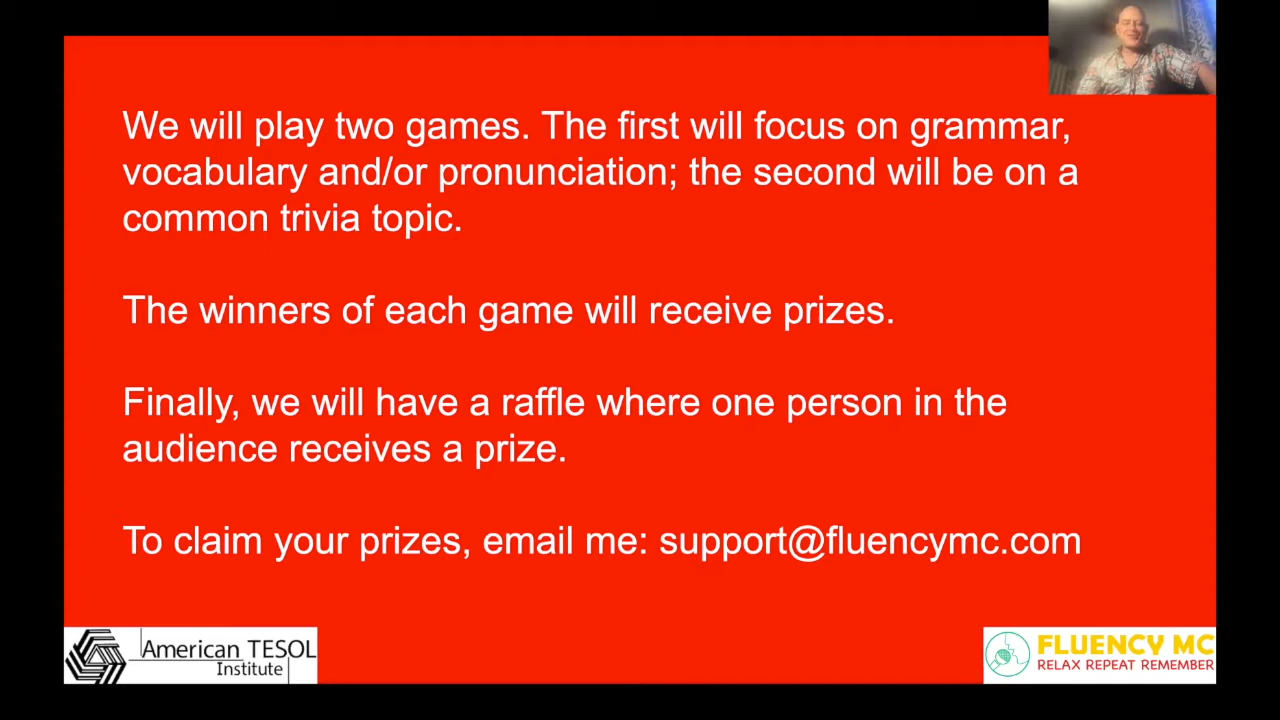 We will play two games. The first will focus on grammar,
vocabulary and/or pronunciation; the second will be on a
common trivia topic.
The winners of each game will receive prizes.
Finally, we will have a raffle where one person in the
audience receives a prize.
To claim your prizes, email me: support@fluencymc.com
American TESOL
Institute
FLUENCY MC
RELAX REPEAT REMEMBER